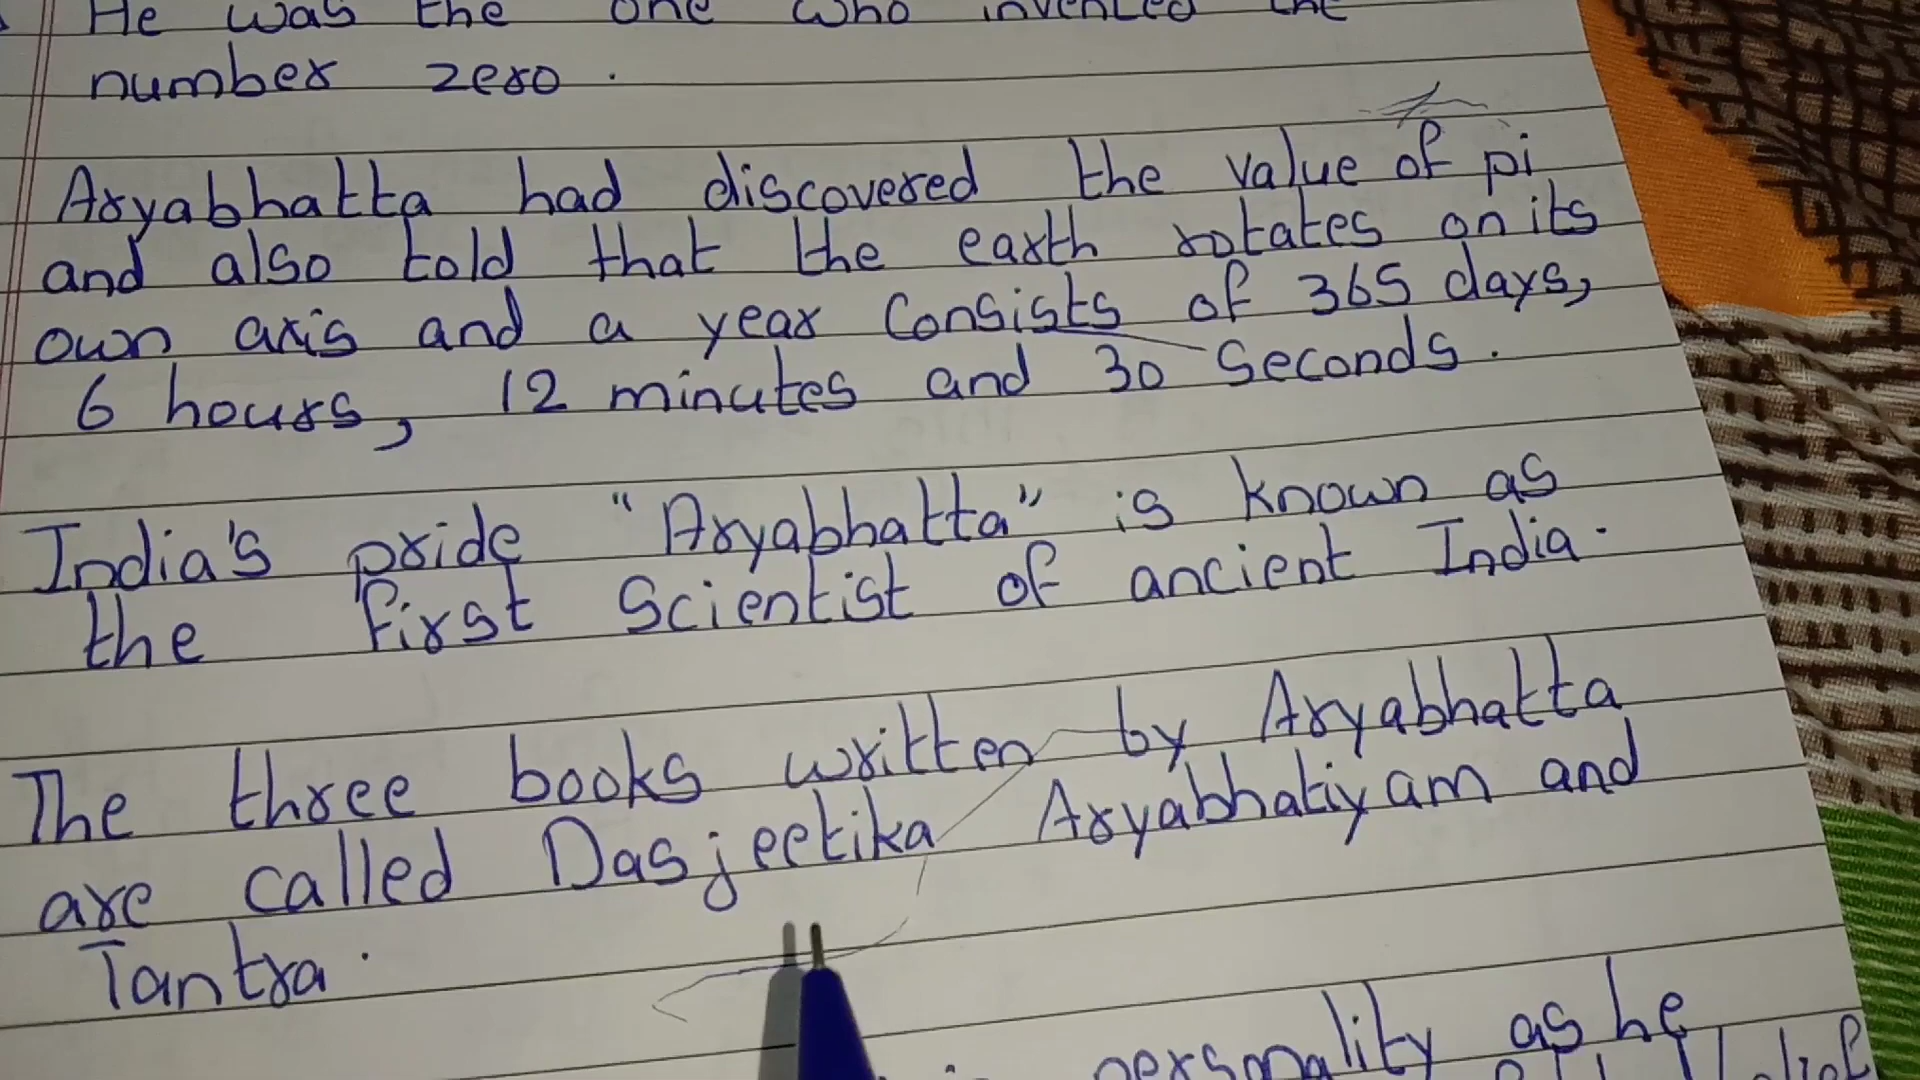 He was the one who invented the
number zero.
Aryabhatta had discovered the value of pi
and also told that the earth rotates on its
own axis and a year consists of 365 days,
6 hours, 12 minutes and 30 Seconds.
India's pride "Aryabhatta" is known as
the first Scientist of ancient India.
The three books written by Aryabhatta
are called Dasjeetika Aryabhatiyam and
Tantra.
personality as he